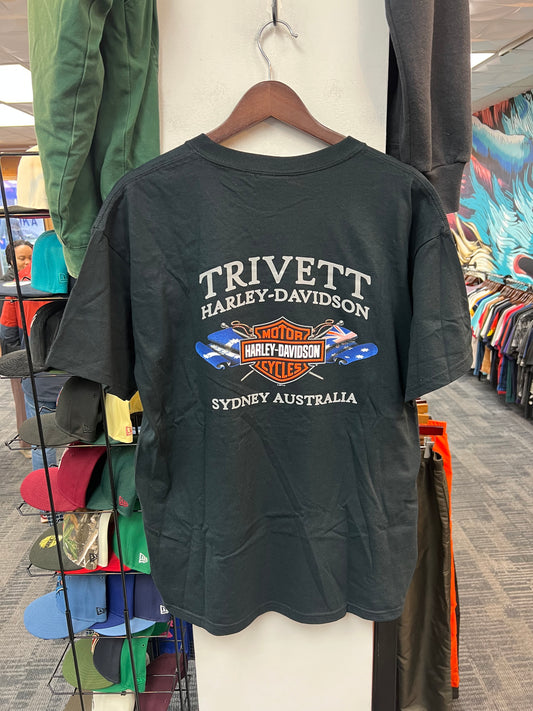 TRIVETT
HARLEY-DAVIDSON
MOTOR
HARLEY-DAVIDSON
CYCLES
SYDNEY AUSTRALIA